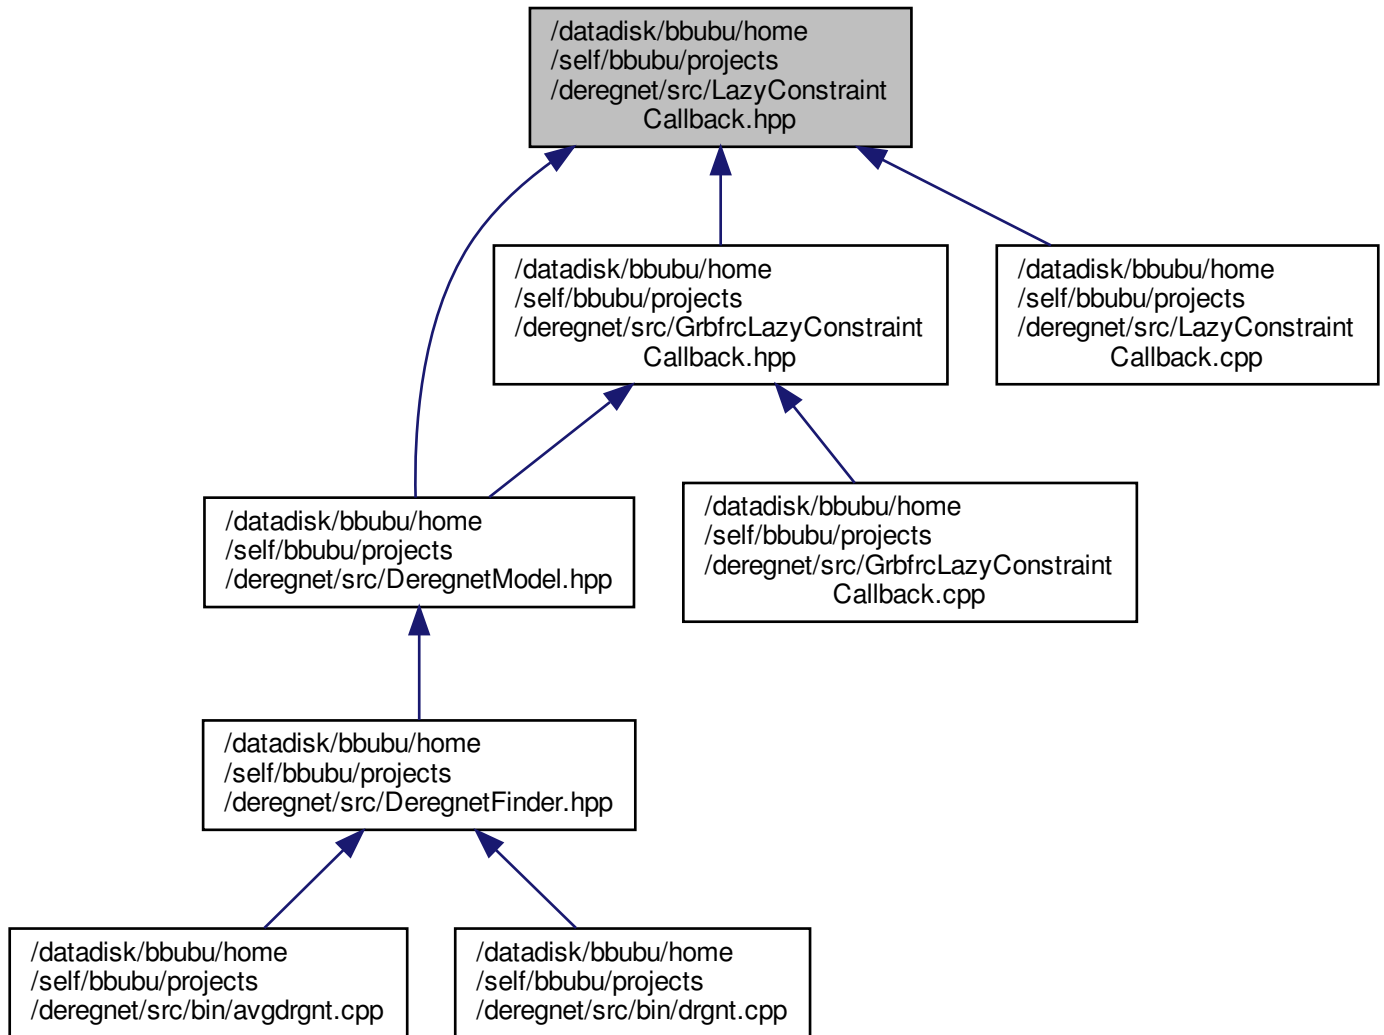 /datadisk/bbubu/home
/self/bbubu/projects
/deregnet/src/LazyConstraint
Callback.hpp
/datadisk/bbubu/home
/self/bbubu/projects
/deregnet/src/GrbfrcLazyConstraint
Callback.hpp
/datadisk/bbubu/home
/self/bbubu/projects
/deregnet/src/LazyConstraint
Callback.cpp
/datadisk/bbubu/home
/self/bbubu/projects
/deregnet/src/DeregnetModel.hpp
/datadisk/bbubu/home
/self/bbubu/projects
/deregnet/src/GrbfrcLazyConstraint
Callback.cpp
/datadisk/bbubu/home
/self/bbubu/projects
/deregnet/src/DeregnetFinder.hpp
/datadisk/bbubu/home
/self/bbubu/projects
/deregnet/src/bin/avgdrgnt.cpp
/datadisk/bbubu/home
/self/bbubu/projects
/deregnet/src/bin/drgnt.cpp